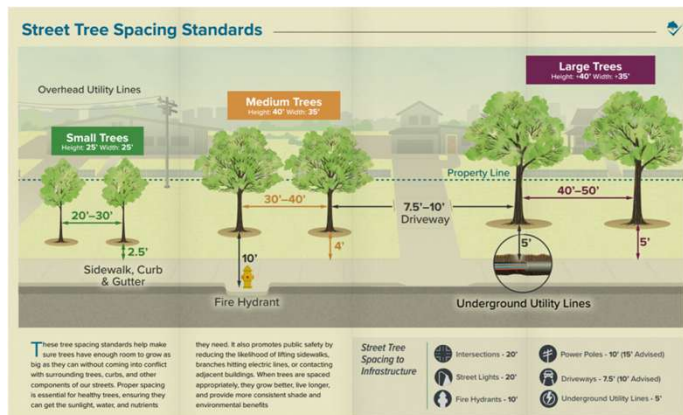 Street Tree Spacing Standards
Large Trees
Height: +40' Width: +35'
Overhead Utility Lines
Medium Trees
Height: 40' Width: 35'
Small Trees
Height: 25' Width: 25'
Property Line
20'–30'
30'–40'
7.5'–10'
Driveway
40'–50'
2.5'
4'
5'
5'
10'
Sidewalk, Curb
& Gutter
Fire Hydrant
Underground Utility Lines
These tree spacing standards help make
sure trees have enough room to grow as
big as they can without coming into conflict
with surrounding trees, curbs, and other
components of our streets. Proper spacing
is essential for healthy trees, ensuring they
can get the sunlight, water, and nutrients
they need. It also promotes public safety by
reducing the likelihood of lifting sidewalks,
branches hitting electric lines, or contacting
adjacent buildings. When trees are spaced
appropriately, they grow better, live longer,
and provide more consistent shade and
environmental benefits
Street Tree
Spacing to
Infrastructure
Intersections - 20'
Street Lights - 20'
Fire Hydrants - 10'
Power Poles - 10' (15' Advised)
Driveways - 7.5' (10' Advised)
Underground Utility Lines - 5'